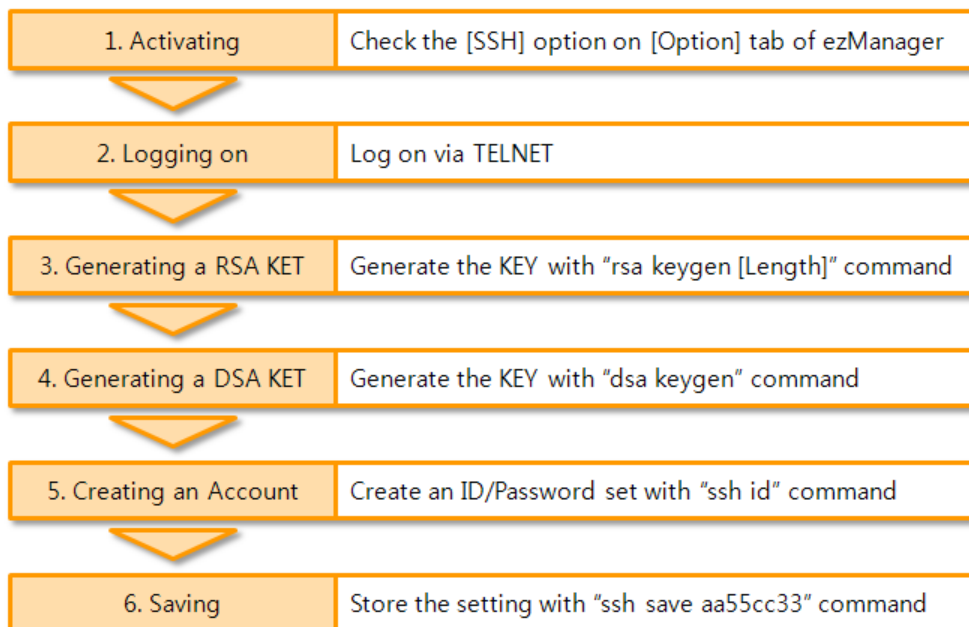 1. Activating
Check the [SSH] option on [Option] tab of ezManager
2. Logging on
Log on via TELNET
3. Generating a RSA KET
Generate the KEY with “rsa keygen [Length]” command
4. Generating a DSA KET
Generate the KEY with “dsa keygen” command
5. Creating an Account
Create an ID/Password set with “ssh id” command
6. Saving
Store the setting with “ssh save aa55cc33” command